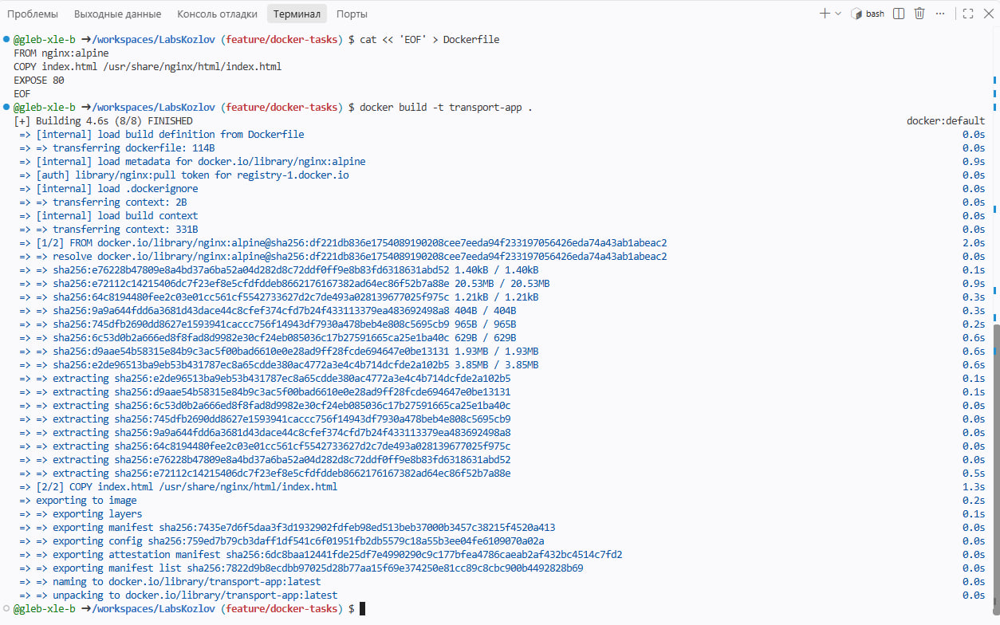 Проблемы Выходные данные Консоль отладки Терминал Порты bash
@gleb-xle-b ➜/workspaces/LabsKozlov (feature/docker-tasks) $ cat << 'EOF' > Dockerfile
FROM nginx:alpine
COPY index.html /usr/share/nginx/html/index.html
EXPOSE 80
EOF
@gleb-xle-b ➜/workspaces/LabsKozlov (feature/docker-tasks) $ docker build -t transport-app .
[+] Building 4.6s (8/8) FINISHED docker:default
=> [internal] load build definition from Dockerfile 0.0s
=> => transferring dockerfile: 114B 0.0s
=> [internal] load metadata for docker.io/library/nginx:alpine 0.9s
=> [auth] library/nginx:pull token for registry-1.docker.io 0.0s
=> [internal] load .dockerignore 0.0s
=> => transferring context: 2B 0.0s
=> [internal] load build context 0.0s
=> => transferring context: 331B 0.0s
=> [1/2] FROM docker.io/library/nginx:alpine@sha256:df221db836e1754089190208cee7eeda94f233197056426eda74a43ab1abeac2 2.0s
=> => resolve docker.io/library/nginx:alpine@sha256:df221db836e1754089190208cee7eeda94f233197056426eda74a43ab1abeac2 0.0s
=> => sha256:e76228b47809e8a4bd37a6ba52a04d282d8c72ddf0ff9e8b83fd6318631abd52 1.40kB / 1.40kB 0.1s
=> => sha256:e72112c14215406dc7f23ef8e5cfdfddeb8662176167382ad64ec86f52b7a88e 20.53MB / 20.53MB 0.9s
=> => sha256:64c8194480fee2c03e01cc561cf5542733627d2c7de493a028139677025f975c 1.21kB / 1.21kB 0.3s
=> => sha256:9a9a644fdd6a3681d43dace44c8cfef374cfd7b24f433113379ea483692498a8 404B / 404B 0.3s
=> => sha256:745dfb2690dd8627e1593941caccc756f14943df7930a478beb4e808c5695cb9 965B / 965B 0.2s
=> => sha256:6c53d0b2a666ed8f8fad8d9982e30cf24eb085036c17b27591665ca25e1ba40c 629B / 629B 0.6s
=> => sha256:d9aae54b58315e84b9c3ac5f00bad6610e0e28ad9ff28fcde694647e0be13131 1.93MB / 1.93MB 0.6s
=> => sha256:e2de96513ba9eb53b431787ec8a65cdde380ac4772a3e4c4b714dcfde2a102b5 3.85MB / 3.85MB 0.6s
=> => extracting sha256:e2de96513ba9eb53b431787ec8a65cdde380ac4772a3e4c4b714dcfde2a102b5 0.1s
=> => extracting sha256:d9aae54b58315e84b9c3ac5f00bad6610e0e28ad9ff28fcde694647e0be13131 0.1s
=> => extracting sha256:6c53d0b2a666ed8f8fad8d9982e30cf24eb085036c17b27591665ca25e1ba40c 0.0s
=> => extracting sha256:745dfb2690dd8627e1593941caccc756f14943df7930a478beb4e808c5695cb9 0.0s
=> => extracting sha256:9a9a644fdd6a3681d43dace44c8cfef374cfd7b24f433113379ea483692498a8 0.0s
=> => extracting sha256:64c8194480fee2c03e01cc561cf5542733627d2c7de493a028139677025f975c 0.0s
=> => extracting sha256:e76228b47809e8a4bd37a6ba52a04d282d8c72ddf0ff9e8b83fd6318631abd52 0.0s
=> => extracting sha256:e72112c14215406dc7f23ef8e5cfdfddeb8662176167382ad64ec86f52b7a88e 0.5s
=> [2/2] COPY index.html /usr/share/nginx/html/index.html 1.3s
=> exporting to image 0.2s
=> => exporting layers 0.1s
=> => exporting manifest sha256:7435e7d6f5daa3f3d1932902fdfeb98ed513beb37000b3457c38215f4520a413 0.0s
=> => exporting config sha256:759ed7b79cb3daff1df541c6f01951fb2db5579c18a55b3ee04fe6109070a02a 0.0s
=> => exporting attestation manifest sha256:6dc8baa12441fde25df7e4990290c9c177bfea4786caeab2af432bc4514c7fd2 0.0s
=> => exporting manifest list sha256:7822d9b8ecdbb97025d28b77aa15f69e374250e81cc89c8cbc900b4492828b69 0.0s
=> => naming to docker.io/library/transport-app:latest 0.0s
=> => unpacking to docker.io/library/transport-app:latest 0.0s
@gleb-xle-b ➜/workspaces/LabsKozlov (feature/docker-tasks) $